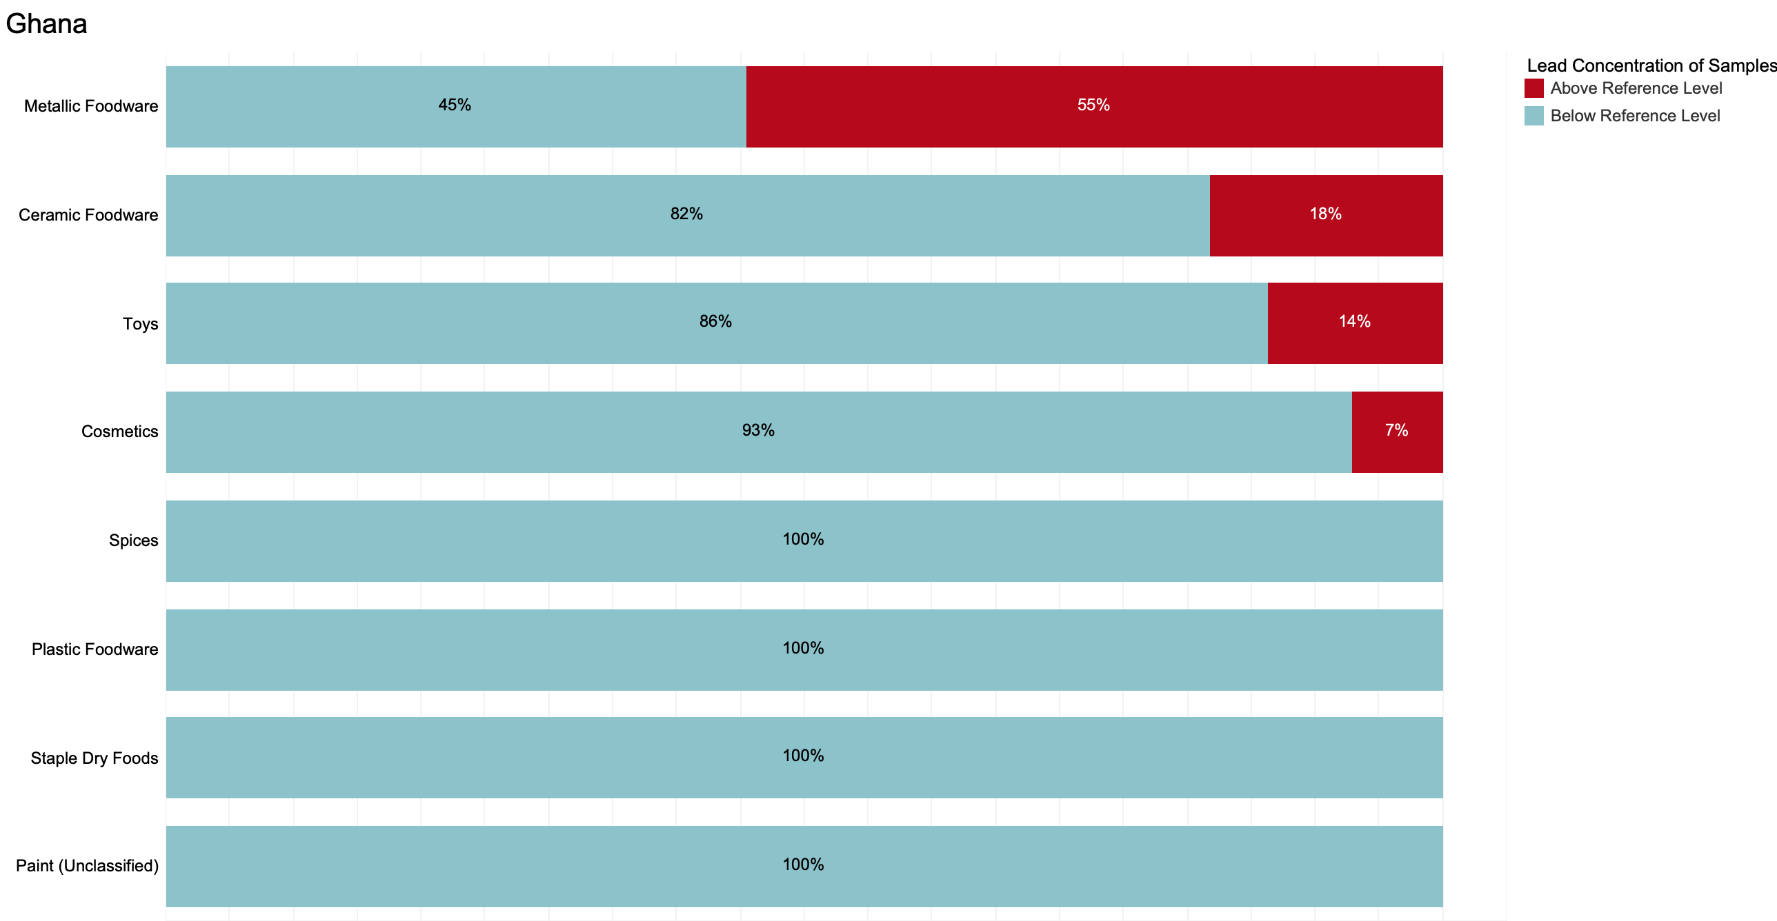 Ghana
Lead Concentration of Samples
Above Reference Level
Below Reference Level
Metallic Foodware 45% 55%
Ceramic Foodware 82% 18%
Toys 86% 14%
Cosmetics 93% 7%
Spices 100%
Plastic Foodware 100%
Staple Dry Foods 100%
Paint (Unclassified) 100%